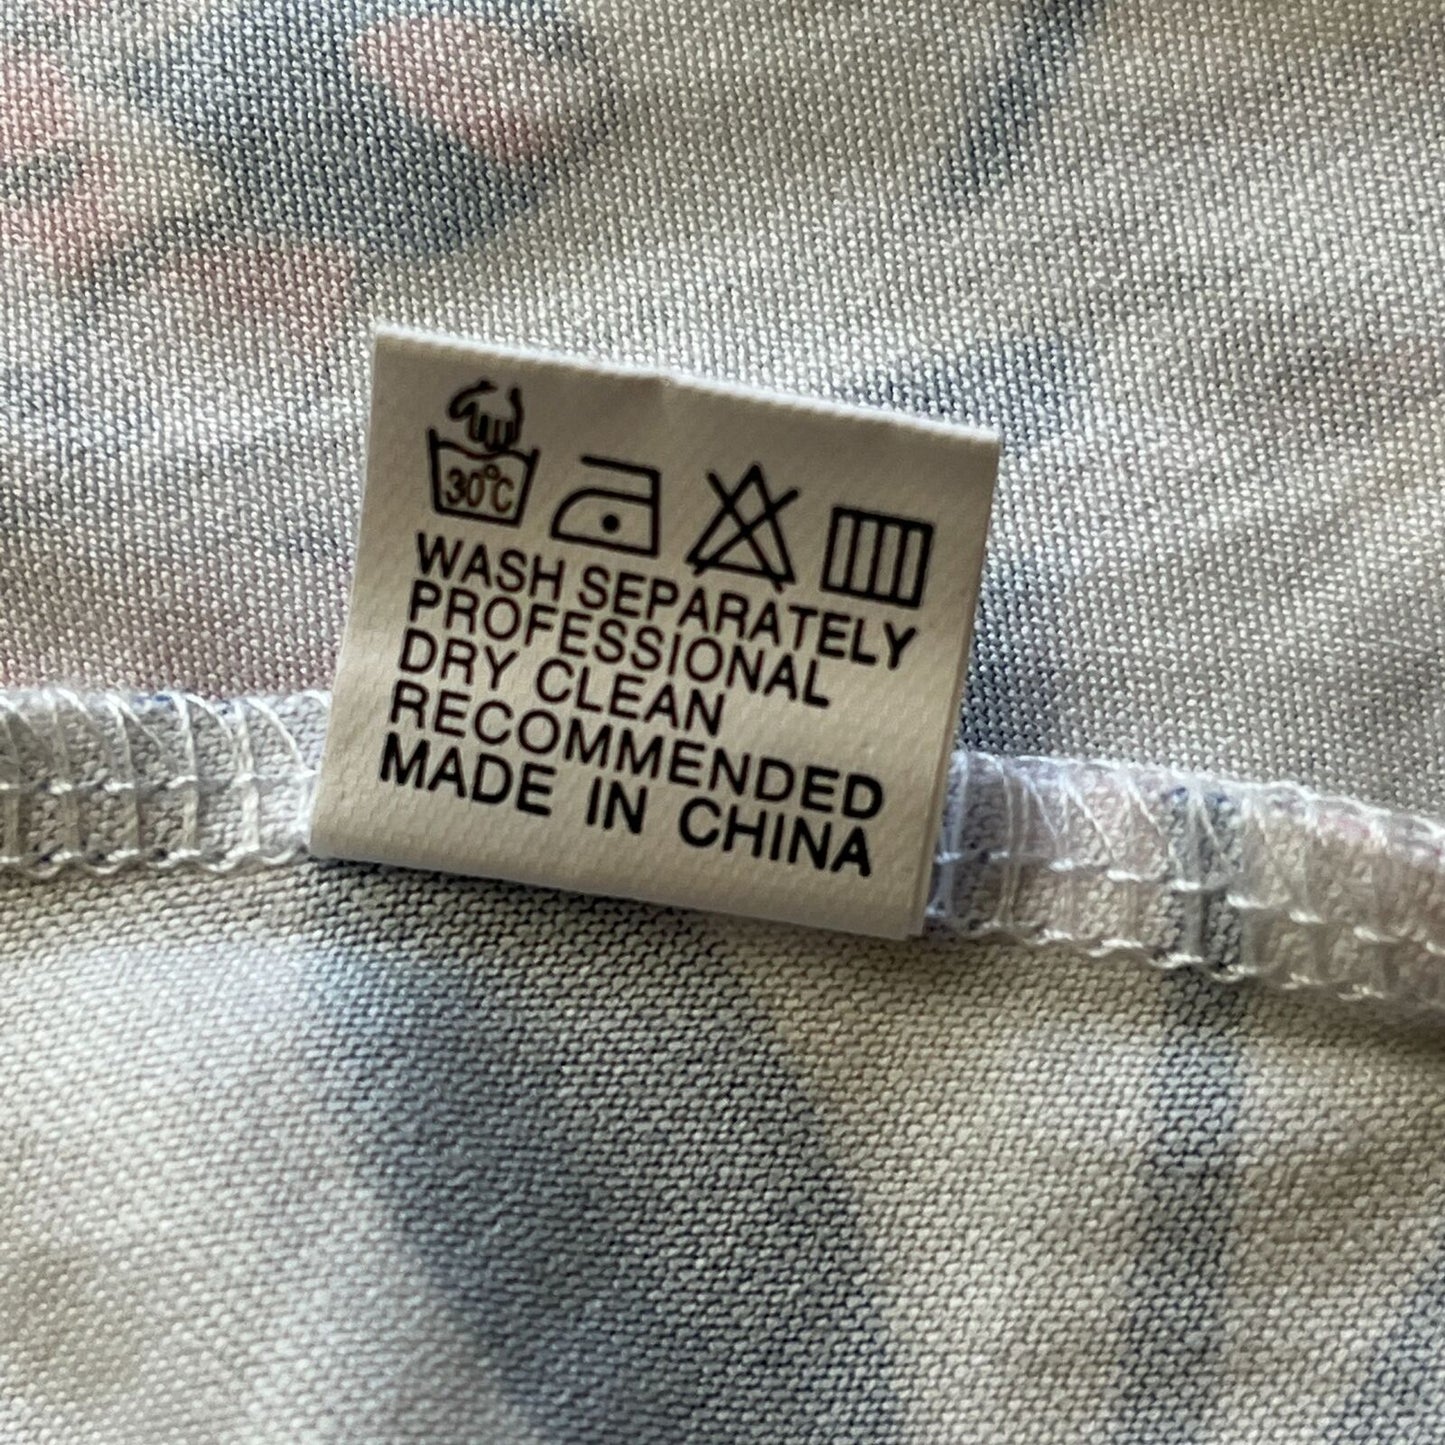 30°C
WASH SEPARATELY
PROFESSIONAL
DRY CLEAN
RECOMMENDED
MADE IN CHINA